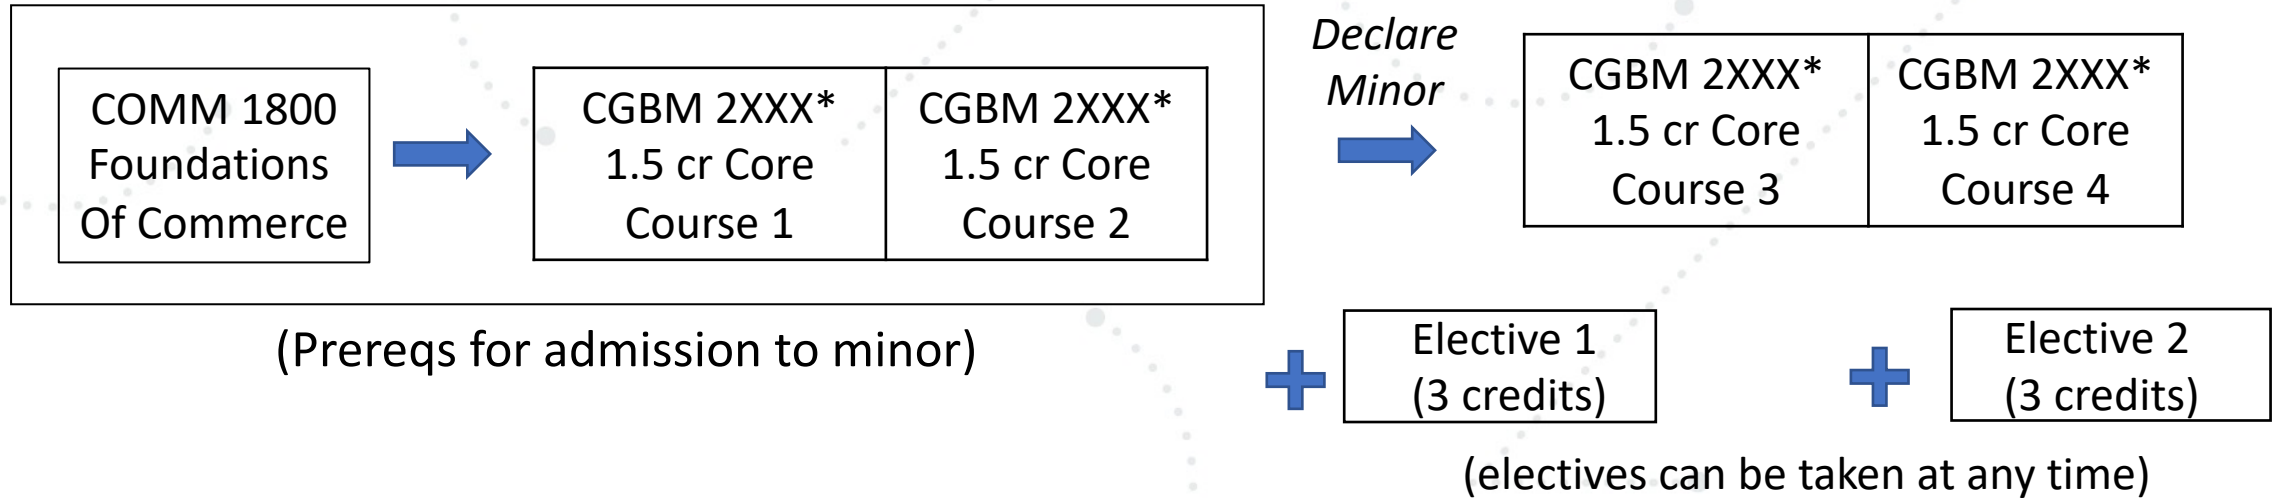 COMM 1800
Foundations
Of Commerce
CGBM 2XXX*
1.5 cr Core
Course 1
CGBM 2XXX*
1.5 cr Core
Course 2
(Prereqs for admission to minor)
Declare
Minor
CGBM 2XXX*
1.5 cr Core
Course 3
CGBM 2XXX*
1.5 cr Core
Course 4
Elective 1
(3 credits)
Elective 2
(3 credits)
(electives can be taken at any time)